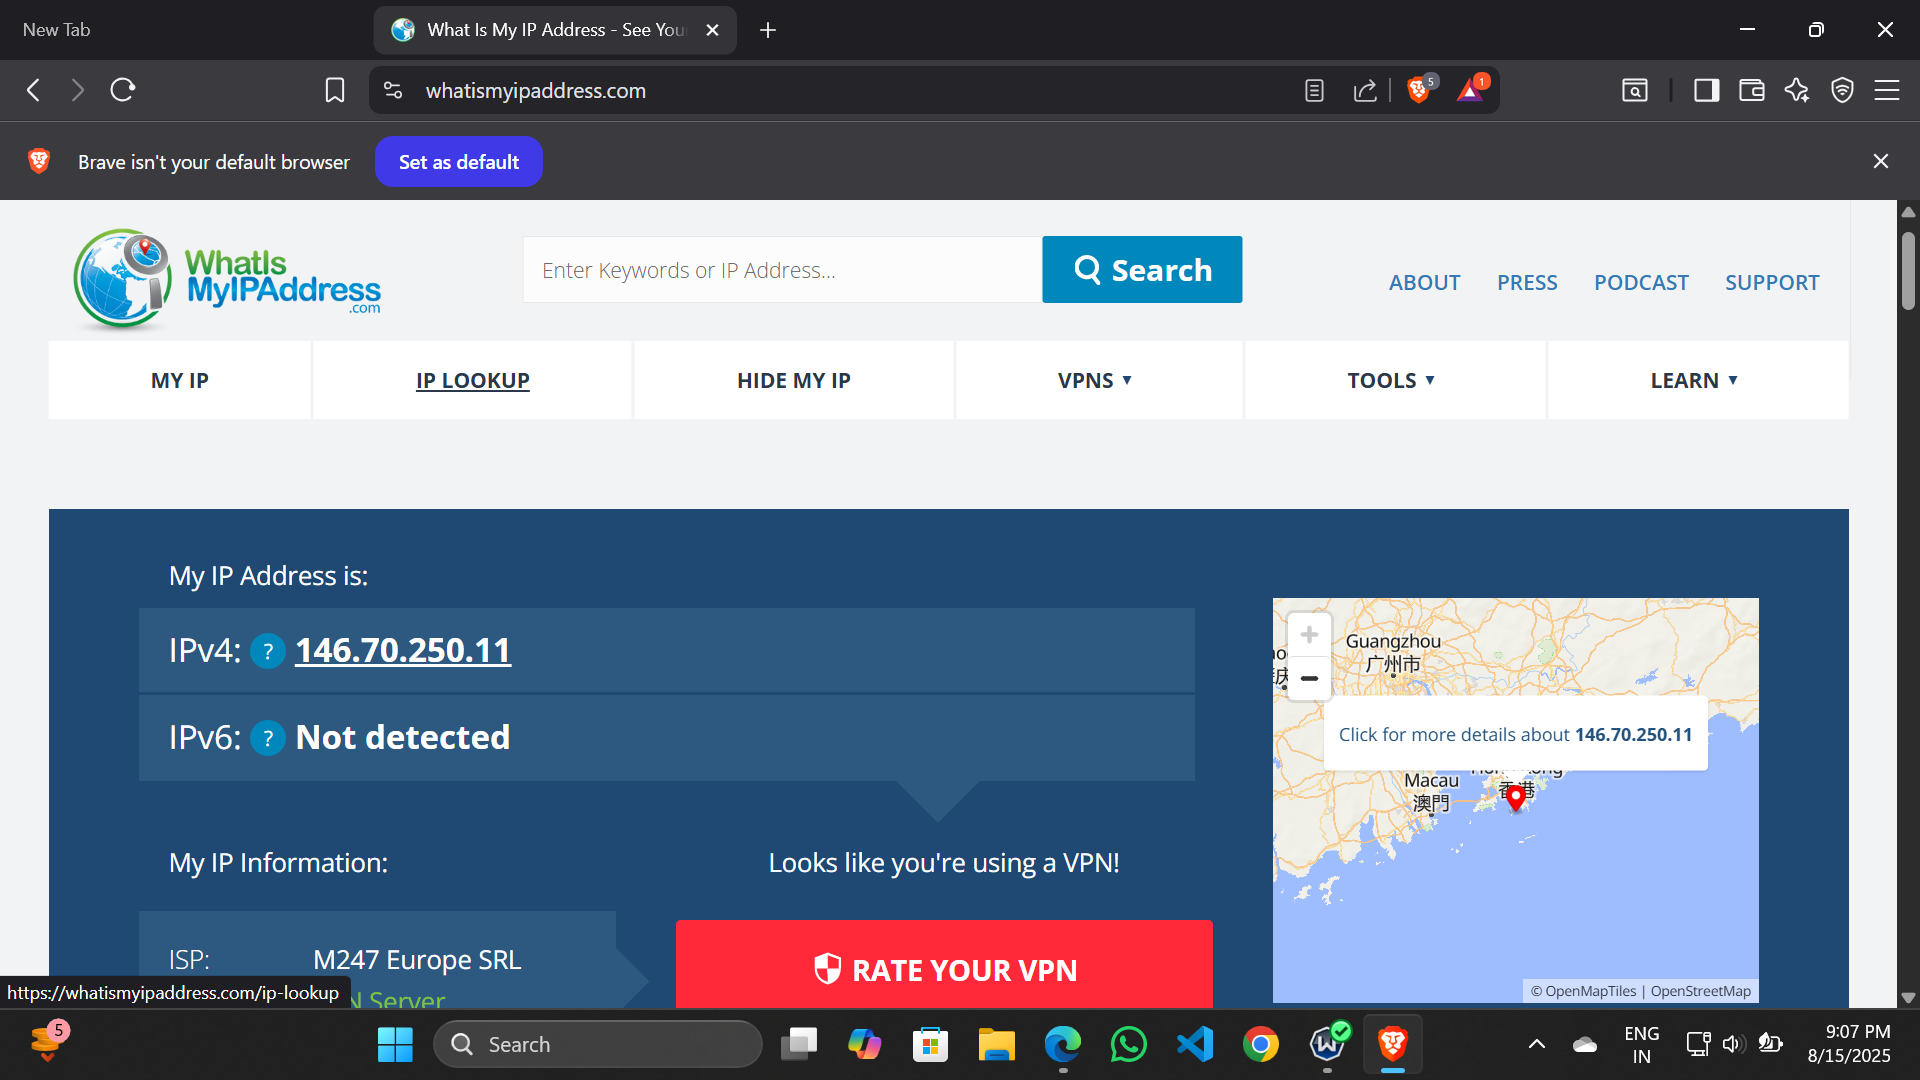 New Tab
What Is My IP Address - See You
whatismyipaddress.com
5
1
Brave isn't your default browser
Set as default
WhatIs
MyIPAddress
.com
Enter Keywords or IP Address...
Search
ABOUT
PRESS
PODCAST
SUPPORT
MY IP
IP LOOKUP
HIDE MY IP
VPNS ▼
TOOLS ▼
LEARN ▼
My IP Address is:
IPv4: ? 146.70.250.11
IPv6: ? Not detected
Guangzhou
广州市
Click for more details about 146.70.250.11
Macau
澳門
香港
My IP Information:
Looks like you're using a VPN!
ISP: M247 Europe SRL
N Server
RATE YOUR VPN
© OpenMapTiles | OpenStreetMap
https://whatismyipaddress.com/ip-lookup
5
Search
ENG
IN
9:07 PM
8/15/2025